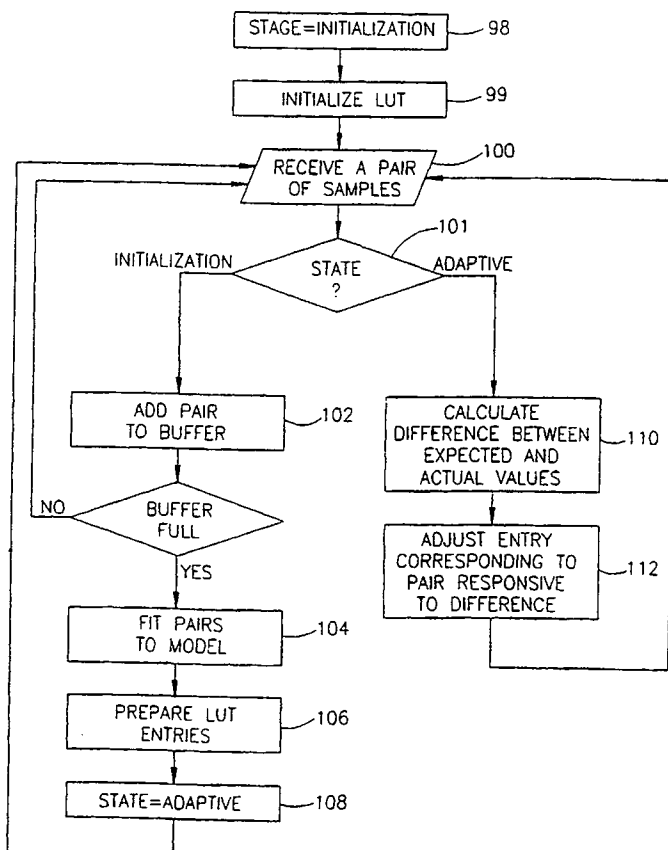 STAGE=INITIALIZATION
98
INITIALIZE LUT
99
RECEIVE A PAIR
OF SAMPLES
100
101
INITIALIZATION
STATE
?
ADAPTIVE
ADD PAIR
TO BUFFER
102
CALCULATE
DIFFERENCE BETWEEN
EXPECTED AND
ACTUAL VALUES
110
NO
BUFFER
FULL
YES
ADJUST ENTRY
CORRESPONDING TO
PAIR RESPONSIVE
TO DIFFERENCE
112
FIT PAIRS
TO MODEL
104
PREPARE LUT
ENTRIES
106
STATE=ADAPTIVE
108